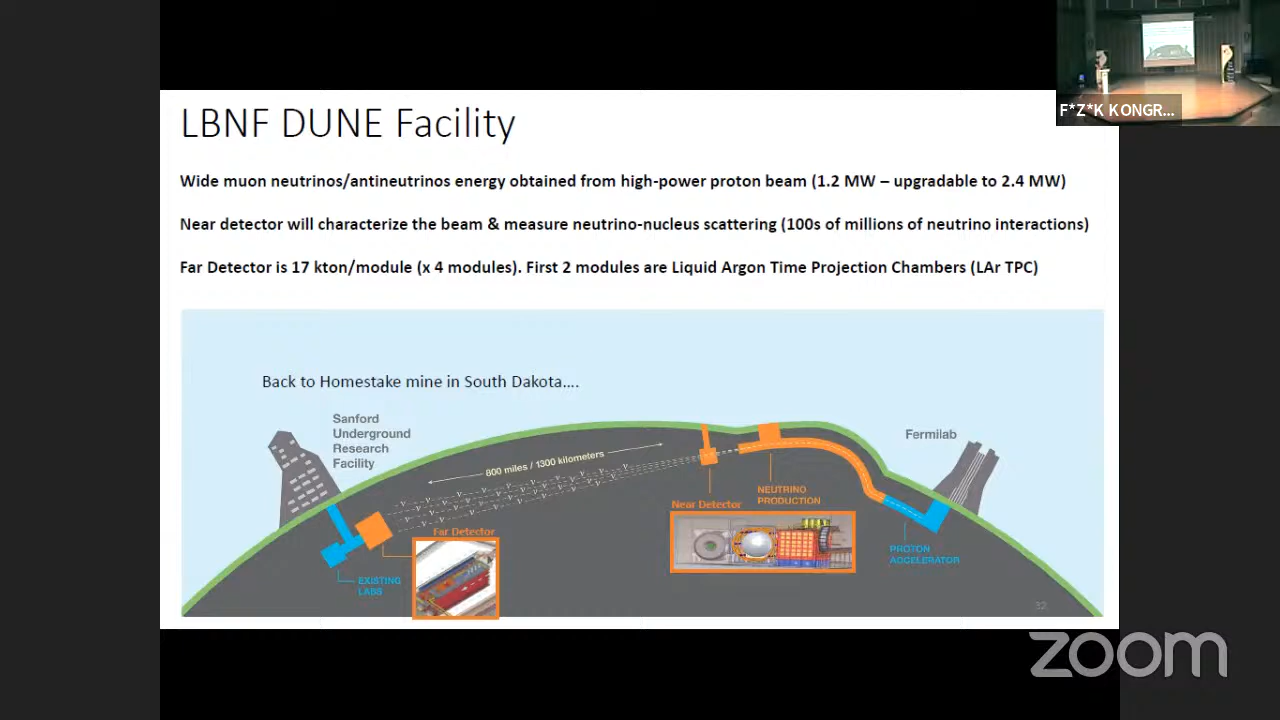 F*Z*K KONGR...
LBNF DUNE Facility
Wide muon neutrinos/antineutrinos energy obtained from high-power proton beam (1.2 MW – upgradable to 2.4 MW)
Near detector will characterize the beam & measure neutrino-nucleus scattering (100s of millions of neutrino interactions)
Far Detector is 17 kton/module (x 4 modules). First 2 modules are Liquid Argon Time Projection Chambers (LAr TPC)
Back to Homestake mine in South Dakota....
Sanford
Underground
Research
Facility
800 miles / 1300 kilometers
Fermilab
NEUTRINO
PRODUCTION
Near Detector
Far Detector
PROTON
ACCELERATOR
EXISTING
LABS
32
zoom